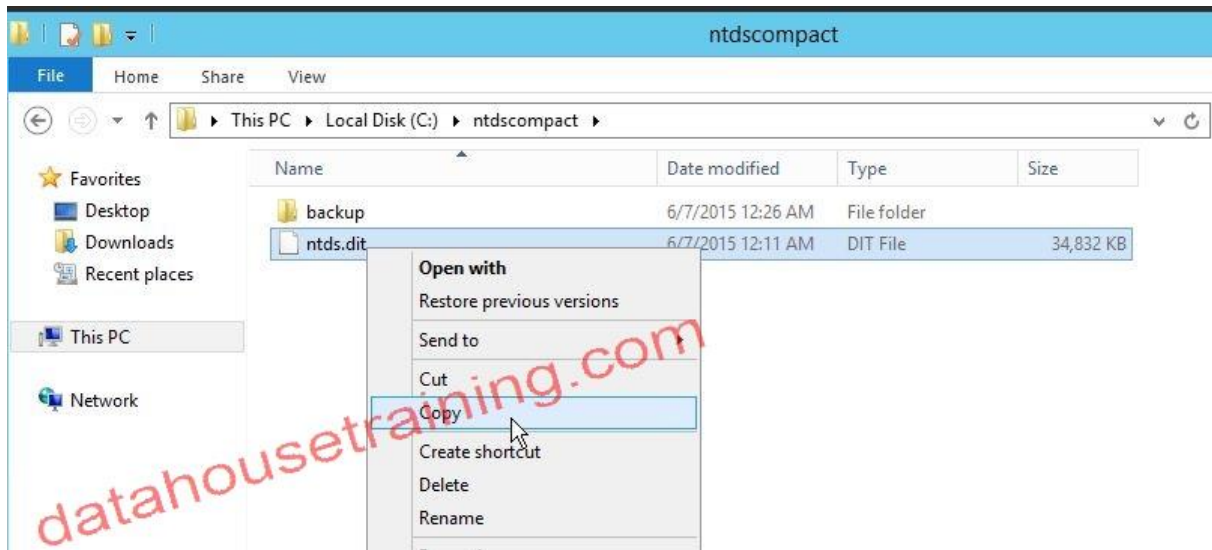 ntdscompact
File Home Share View
This PC Local Disk (C:) ntdscompact
Name Date modified Type Size
Favorites
Desktop
Downloads
Recent places
This PC
Network
backup 6/7/2015 12:26 AM File folder
ntds.dit 6/7/2015 12:11 AM DIT File 34,832 KB
Open with
Restore previous versions
Send to
Cut
Copy
Create shortcut
Delete
Rename
datahousetraining.com